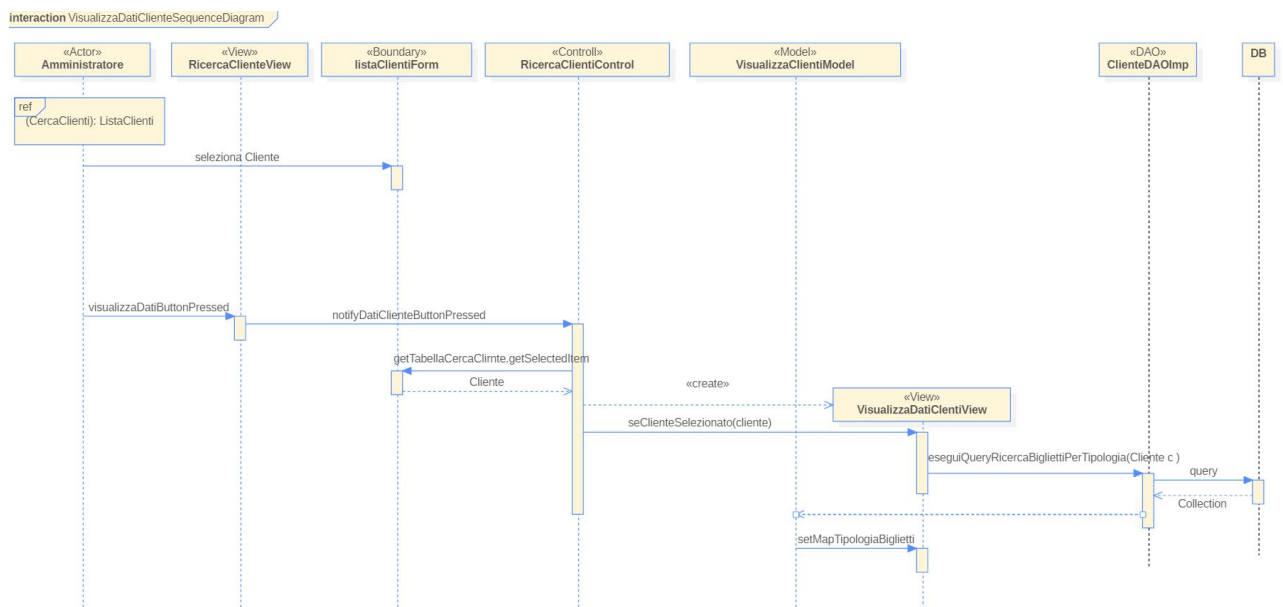 interaction VisualizzaDatiClienteSequenceDiagram
«Actor»
Amministratore
«View»
RicercaClienteView
«Boundary»
listaClientiForm
«Controll»
RicercaClientiControl
«Model»
VisualizzaClientiModel
«DAO»
ClienteDAOImp
DB
ref
(CercaClienti): ListaClienti
seleziona Cliente
visualizzaDatiButtonPressed
notifyDatiClienteButtonPressed
getTabellaCercaClirnte.getSelectedItem
Cliente
«create»
«View»
VisualizzaDatiClentiView
seClienteSelezionato(cliente)
eseguiQueryRicercaBigliettiPerTipologia(Cliente c )
query
Collection
setMapTipologiaBiglietti